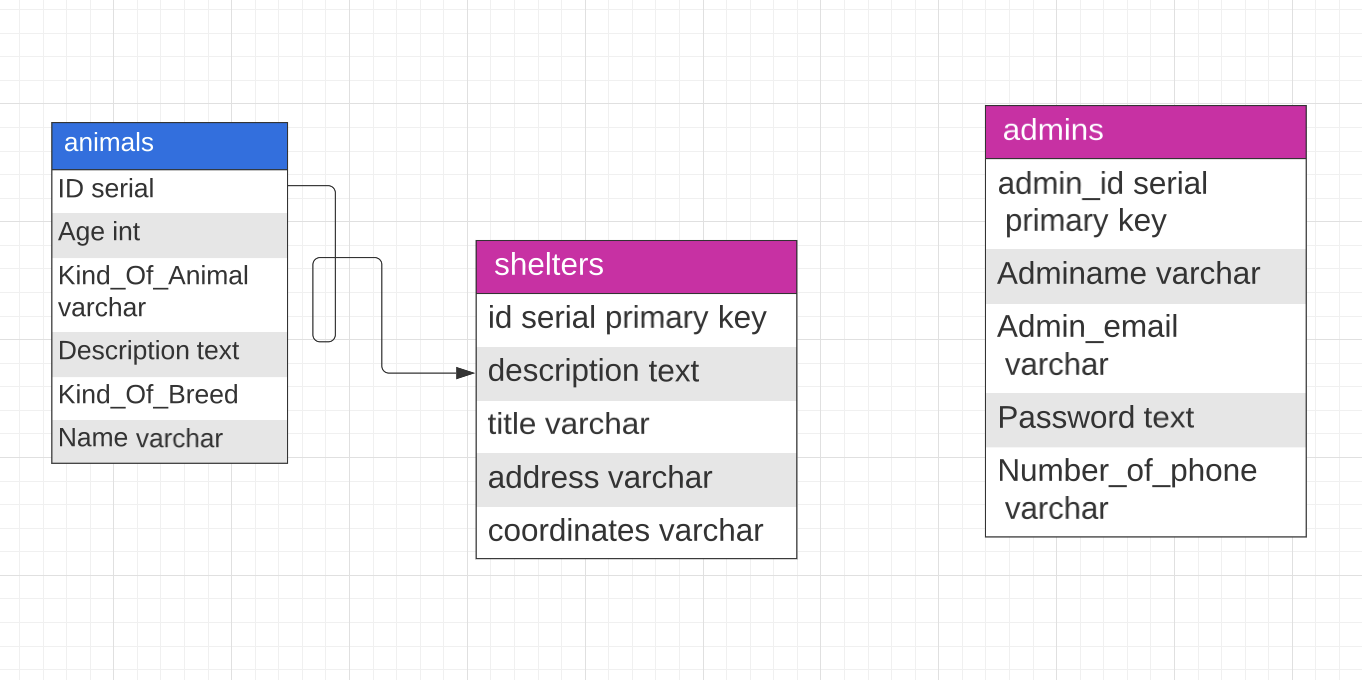 animals
ID serial
Age int
Kind_Of_Animal
varchar
Description text
Kind_Of_Breed
Name varchar
shelters
id serial primary key
description text
title varchar
address varchar
coordinates varchar
admins
admin_id serial
primary key
Adminame varchar
Admin_email
varchar
Password text
Number_of_phone
varchar